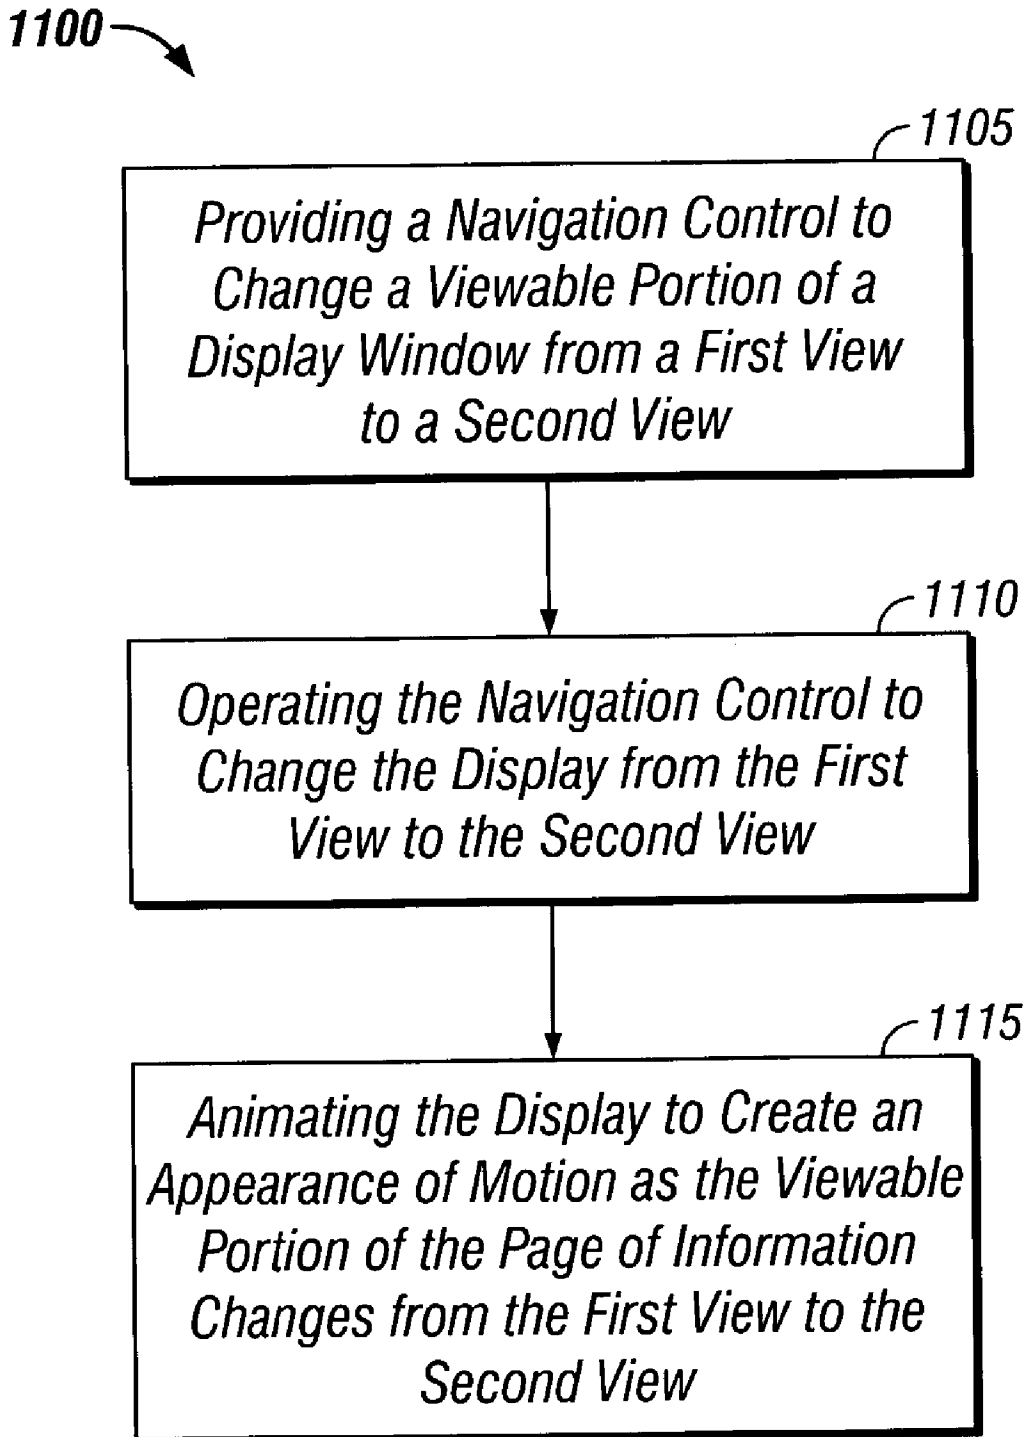 1100
1105
Providing a Navigation Control to
Change a Viewable Portion of a
Display Window from a First View
to a Second View
1110
Operating the Navigation Control to
Change the Display from the First
View to the Second View
1115
Animating the Display to Create an
Appearance of Motion as the Viewable
Portion of the Page of Information
Changes from the First View to the
Second View